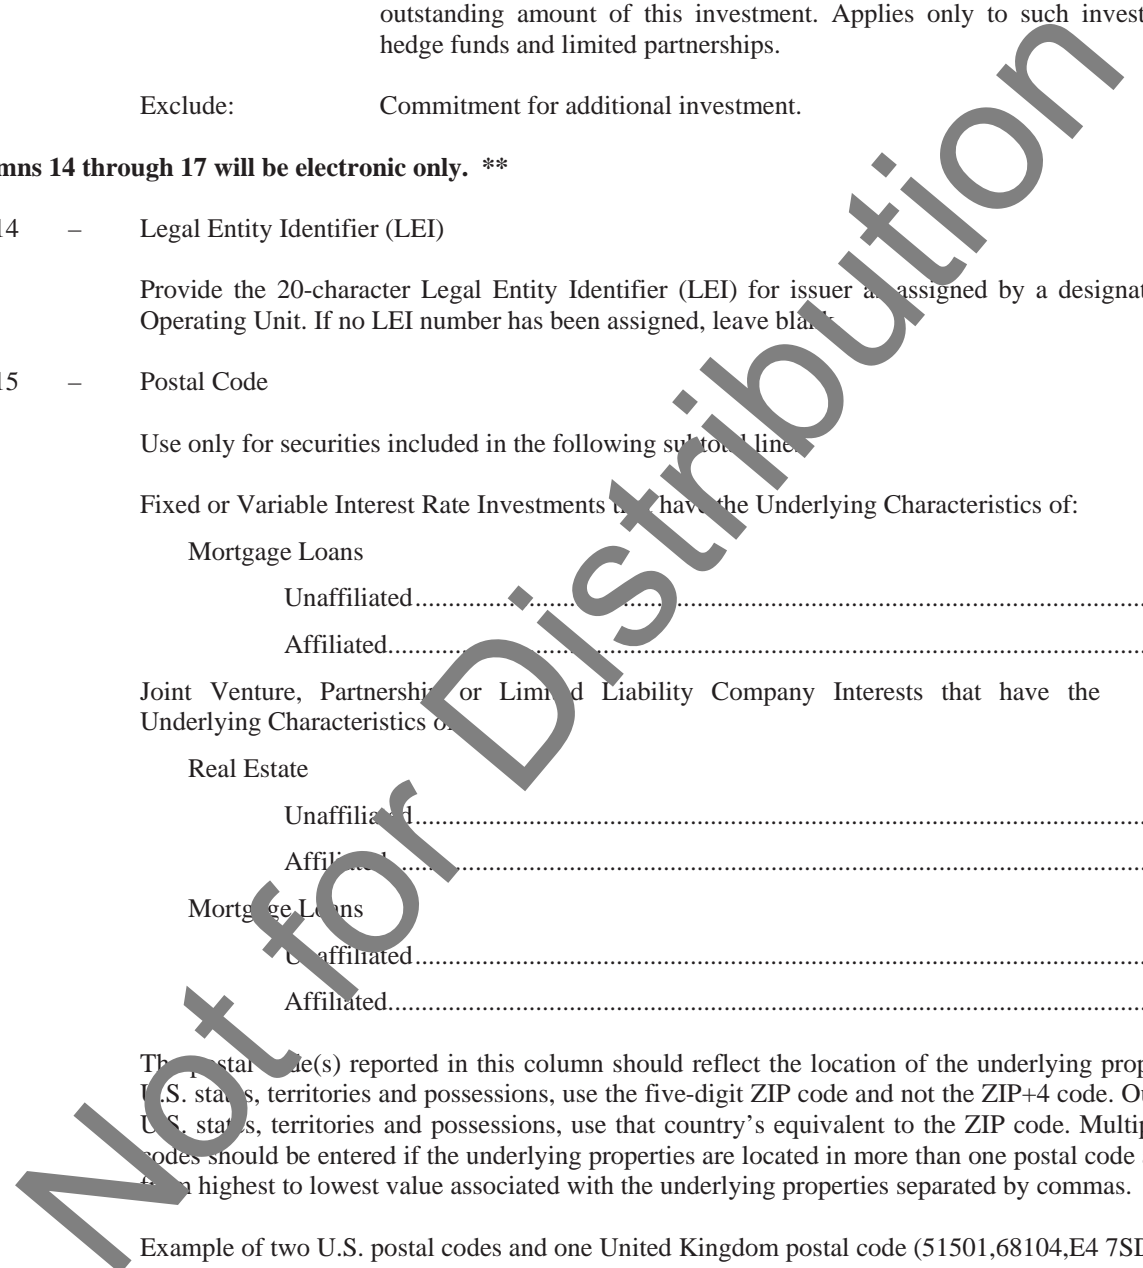 outstanding amount of this investment. Applies only to such invest
hedge funds and limited partnerships.
Exclude: Commitment for additional investment.
mns 14 through 17 will be electronic only. **
14 – Legal Entity Identifier (LEI)
Provide the 20-character Legal Entity Identifier (LEI) for issuer as assigned by a designat
Operating Unit. If no LEI number has been assigned, leave blank
15 – Postal Code
Use only for securities included in the following subtotal lines
Fixed or Variable Interest Rate Investments that have the Underlying Characteristics of:
Mortgage Loans
Unaffiliated
Affiliated
Joint Venture, Partnership or Limited Liability Company Interests that have the
Underlying Characteristics of
Real Estate
Unaffiliated
Affiliated
Mortgage Loans
Unaffiliated
Affiliated
The postal code(s) reported in this column should reflect the location of the underlying prop
U.S. states, territories and possessions, use the five-digit ZIP code and not the ZIP+4 code. Ou
U.S. states, territories and possessions, use that country's equivalent to the ZIP code. Multip
codes should be entered if the underlying properties are located in more than one postal code
from highest to lowest value associated with the underlying properties separated by commas.
Example of two U.S. postal codes and one United Kingdom postal code (51501,68104,E4 7SD
Not for Distribution